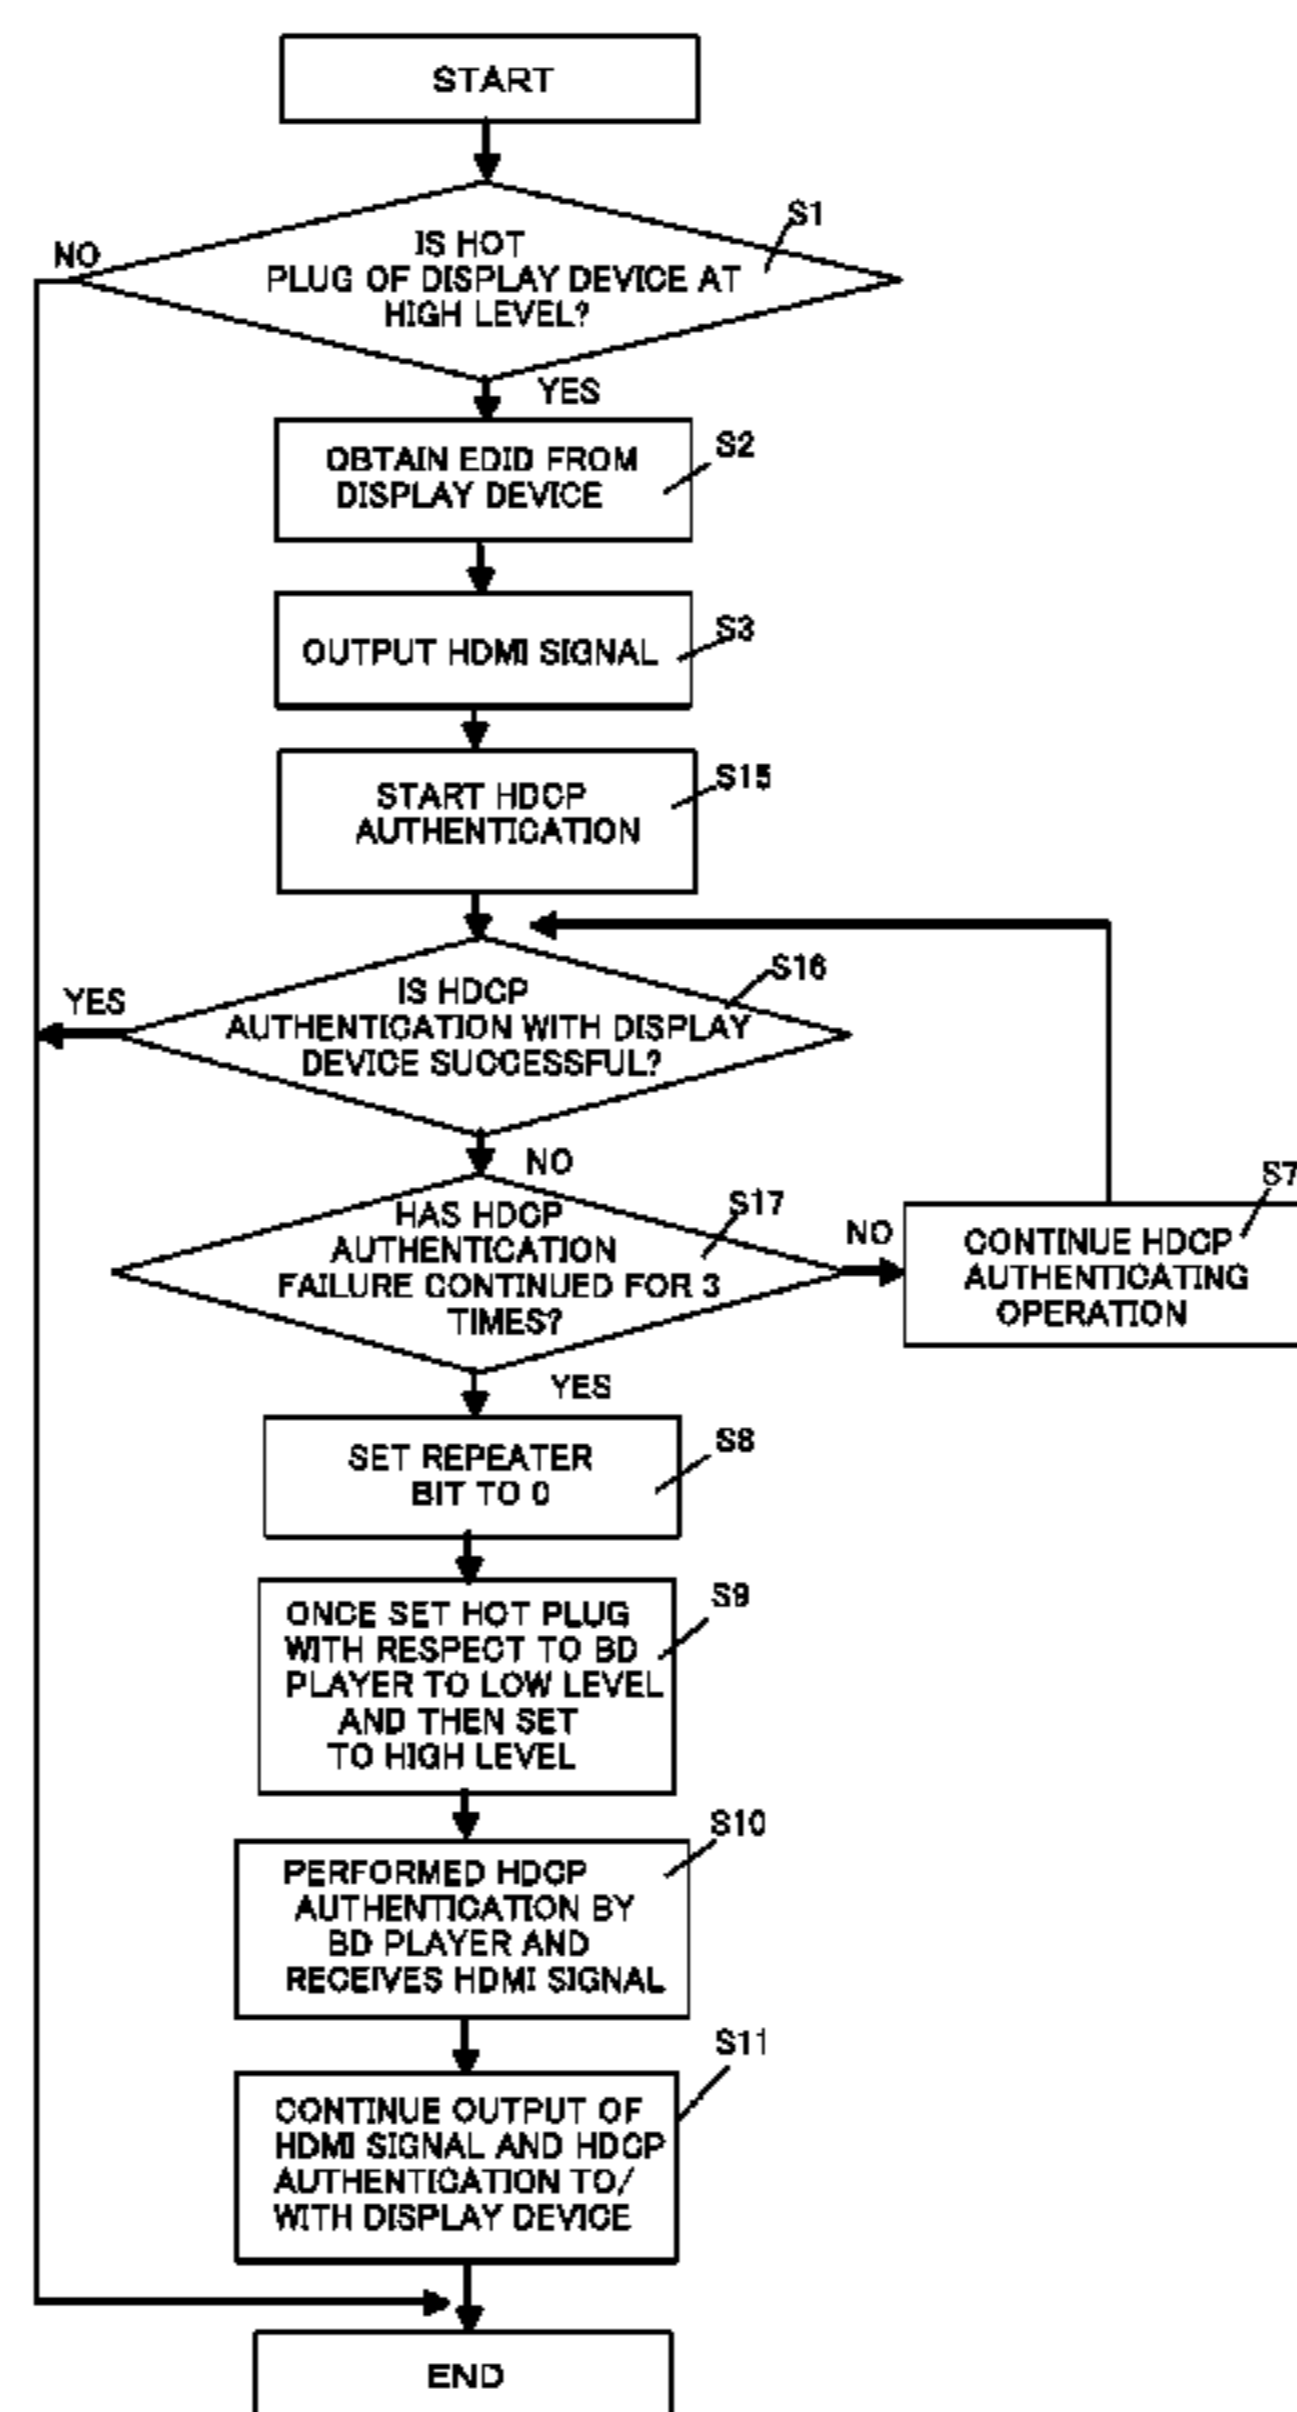 START
S1
NO
IS HOT
PLUG OF DISPLAY DEVICE AT
HIGH LEVEL?
YES
S2
OBTAIN EDID FROM
DISPLAY DEVICE
S3
OUTPUT HDMI SIGNAL
S15
START HDCP
AUTHENTICATION
S16
YES
IS HDCP
AUTHENTICATION WITH DISPLAY
DEVICE SUCCESSFUL?
NO
S17
HAS HDCP
AUTHENTICATION
FAILURE CONTINUED FOR 3
TIMES?
NO
S7
CONTINUE HDCP
AUTHENTICATING
OPERATION
YES
S8
SET REPEATER
BIT TO 0
S9
ONCE SET HOT PLUG
WITH RESPECT TO BD
PLAYER TO LOW LEVEL
AND THEN SET
TO HIGH LEVEL
S10
PERFORMED HDCP
AUTHENTICATION BY
BD PLAYER AND
RECEIVES HDMI SIGNAL
S11
CONTINUE OUTPUT OF
HDMI SIGNAL AND HDCP
AUTHENTICATION TO/
WITH DISPLAY DEVICE
END